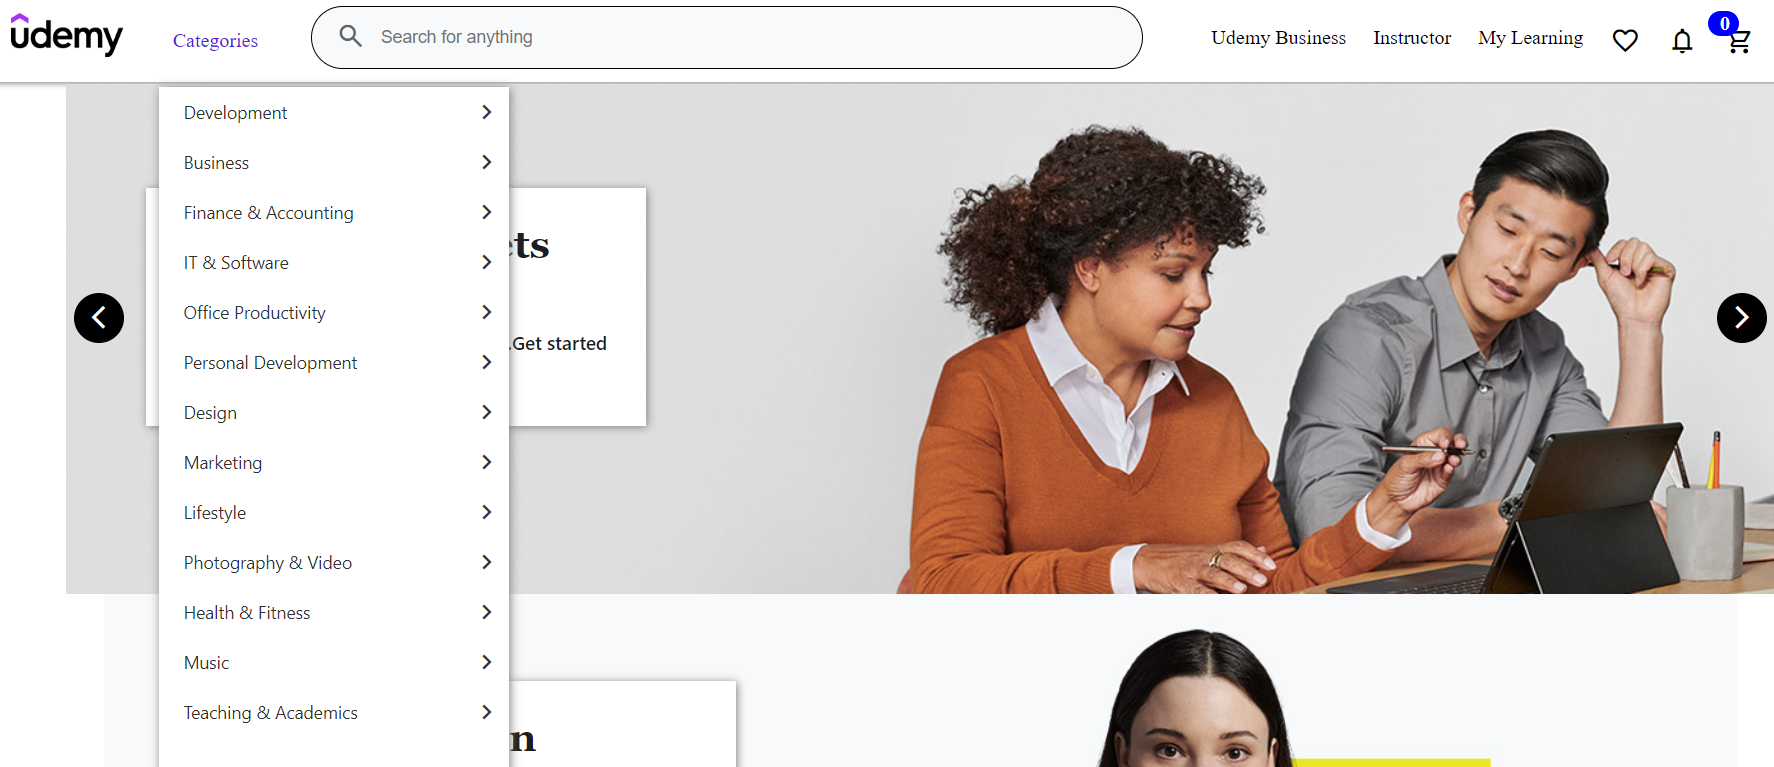 udemy
Categories
Search for anything
Udemy Business
Instructor
My Learning
0
Development
Business
Finance & Accounting
IT & Software
Office Productivity
Personal Development
Design
Marketing
Lifestyle
Photography & Video
Health & Fitness
Music
Teaching & Academics
ets
.Get started
n